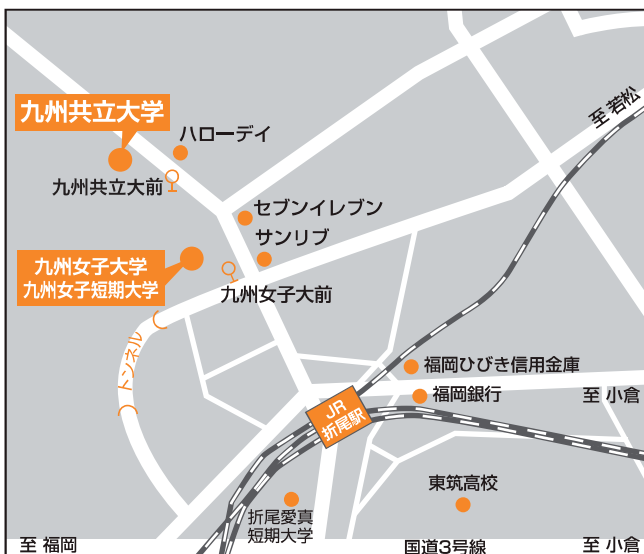 至 若松
九州共立大学
ハローデイ
九州共立大前
セブンイレブン
サンリブ
九州女子大学
九州女子短期大学
九州女子大前
トンネル
福岡ひびき信用金庫
福岡銀行
至 小倉
JR
折尾駅
東筑高校
折尾愛真
短期大学
至 福岡
国道3号線
至 小倉